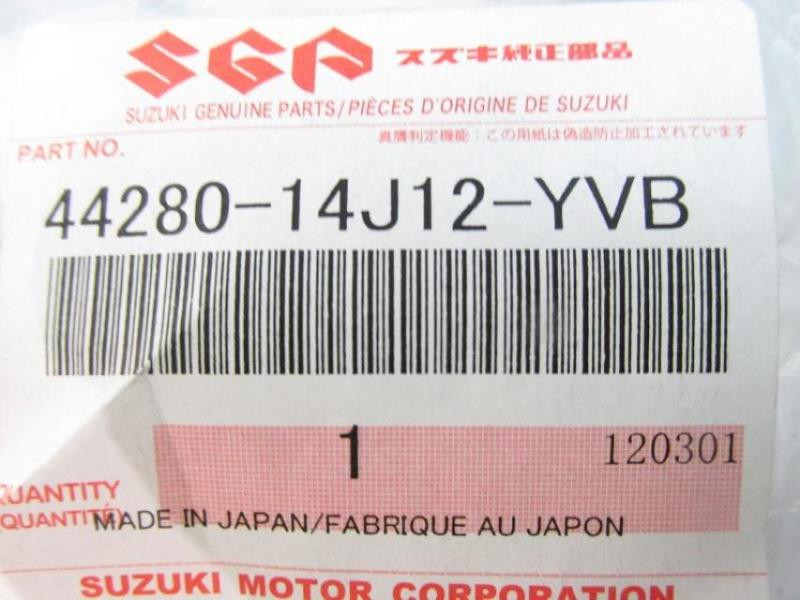 SGP スズキ純正部品
SUZUKI GENUINE PARTS/PIÈCES D'ORIGINE DE SUZUKI
真贋判定機能：この用紙は偽造防止加工されています
PART NO.
44280-14J12-YVB
1 120301
QUANTITY
(QUANTITÉ)
MADE IN JAPAN/FABRIQUE AU JAPON
SUZUKI MOTOR CORPORATION